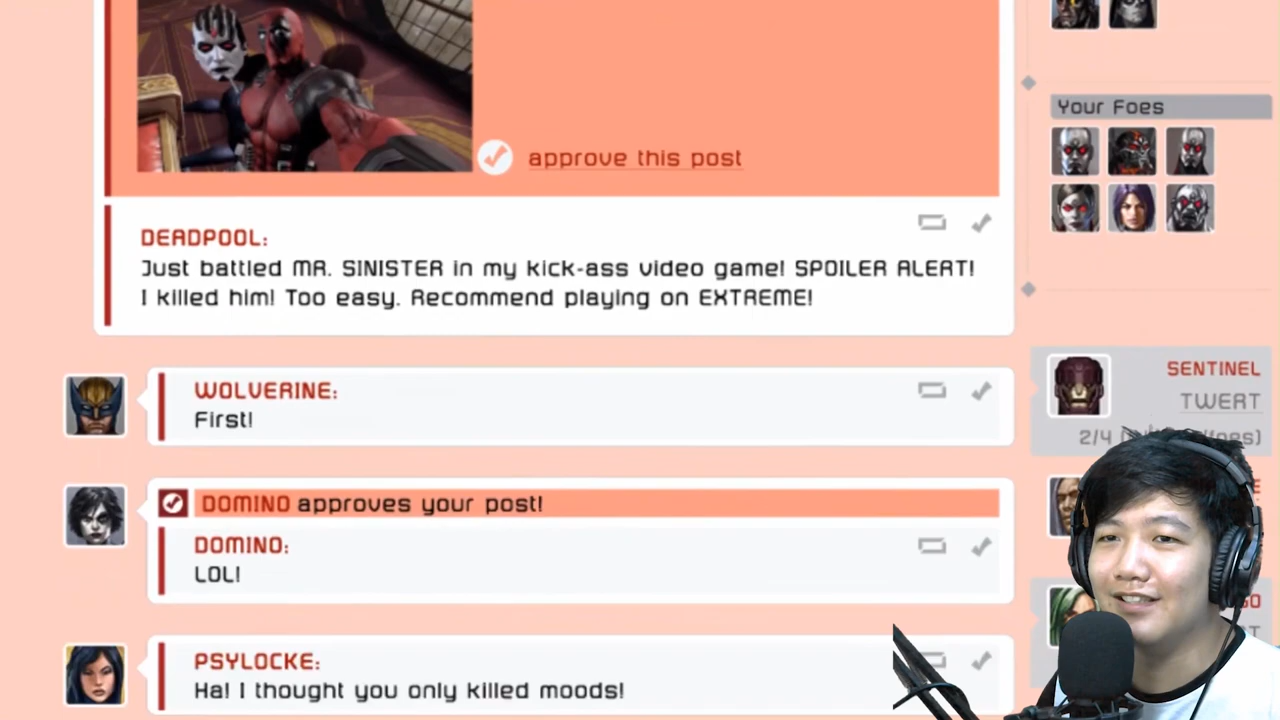 approve this post
DEADPOOL:
Just battled MR. SINISTER in my kick-ass video game! SPOILER ALERT!
I killed him! Too easy. Recommend playing on EXTREME!
WOLVERINE:
First!
DOMINO approves your post!
DOMINO:
LOL!
PSYLOCKE:
Ha! I thought you only killed moods!
Your Foes
SENTINEL
TWERT
2/4